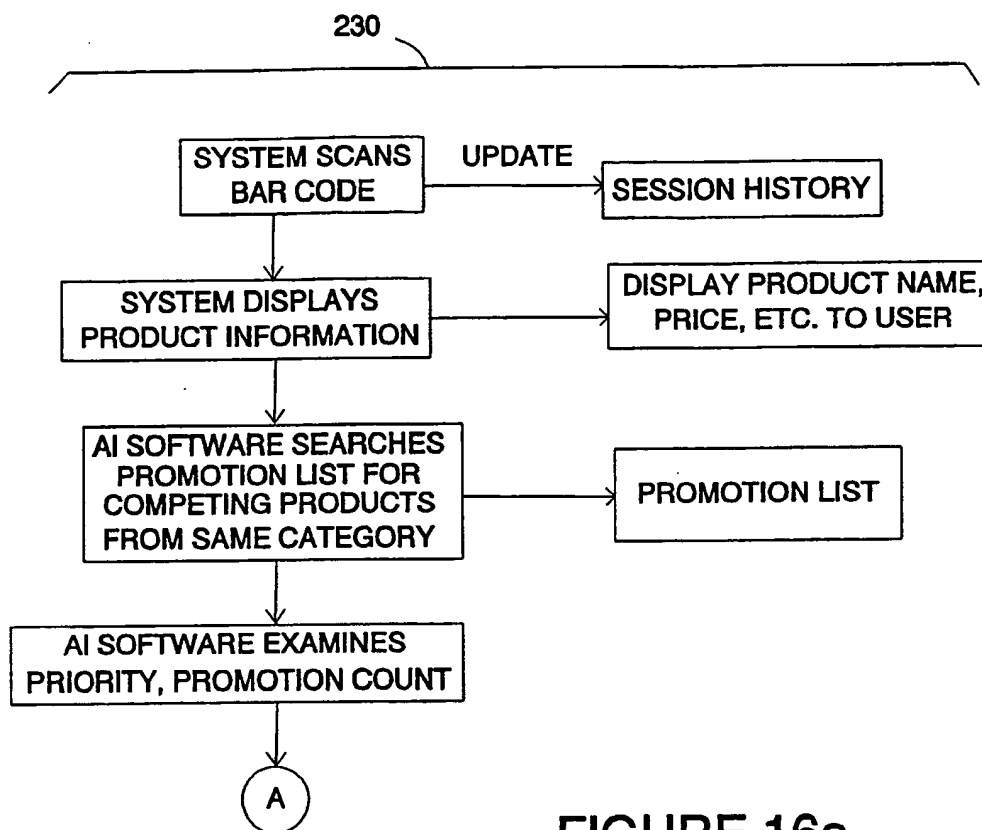 230
SYSTEM SCANS
BAR CODE
UPDATE
SESSION HISTORY
SYSTEM DISPLAYS
PRODUCT INFORMATION
DISPLAY PRODUCT NAME,
PRICE, ETC. TO USER
AI SOFTWARE SEARCHES
PROMOTION LIST FOR
COMPETING PRODUCTS
FROM SAME CATEGORY
PROMOTION LIST
AI SOFTWARE EXAMINES
PRIORITY, PROMOTION COUNT
A
FIGURE 16a